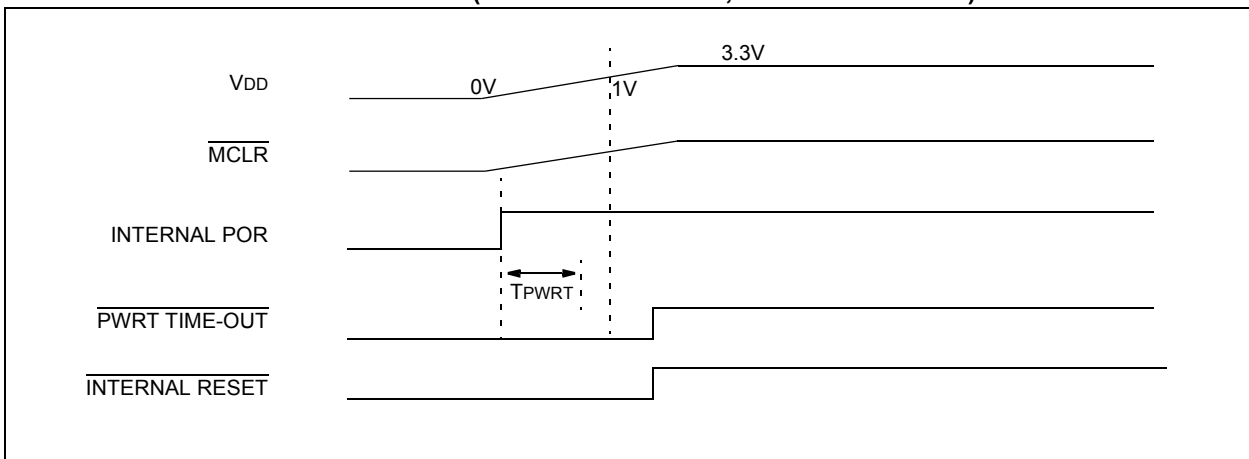 3.3V
VDD
0V
1V
MCLR
INTERNAL POR
TPWRT
PWRT TIME-OUT
INTERNAL RESET